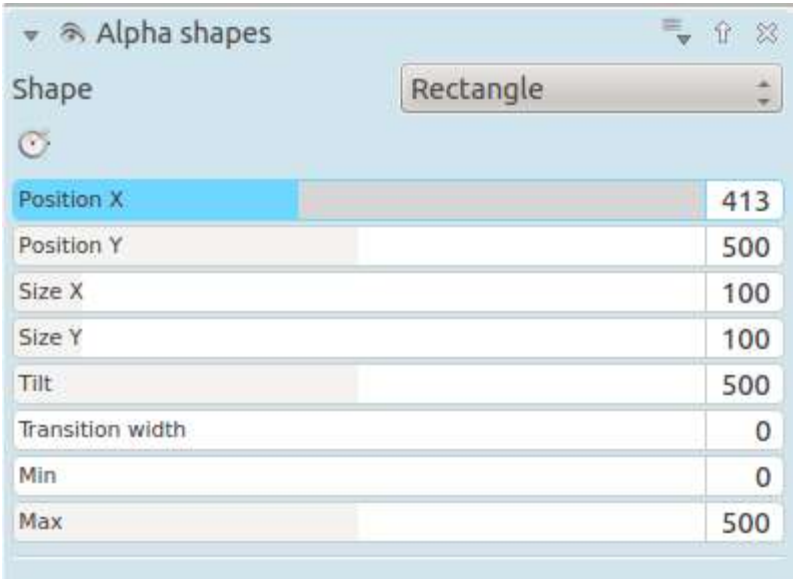 Alpha shapes
Shape Rectangle
Position X 413
Position Y 500
Size X 100
Size Y 100
Tilt 500
Transition width 0
Min 0
Max 500